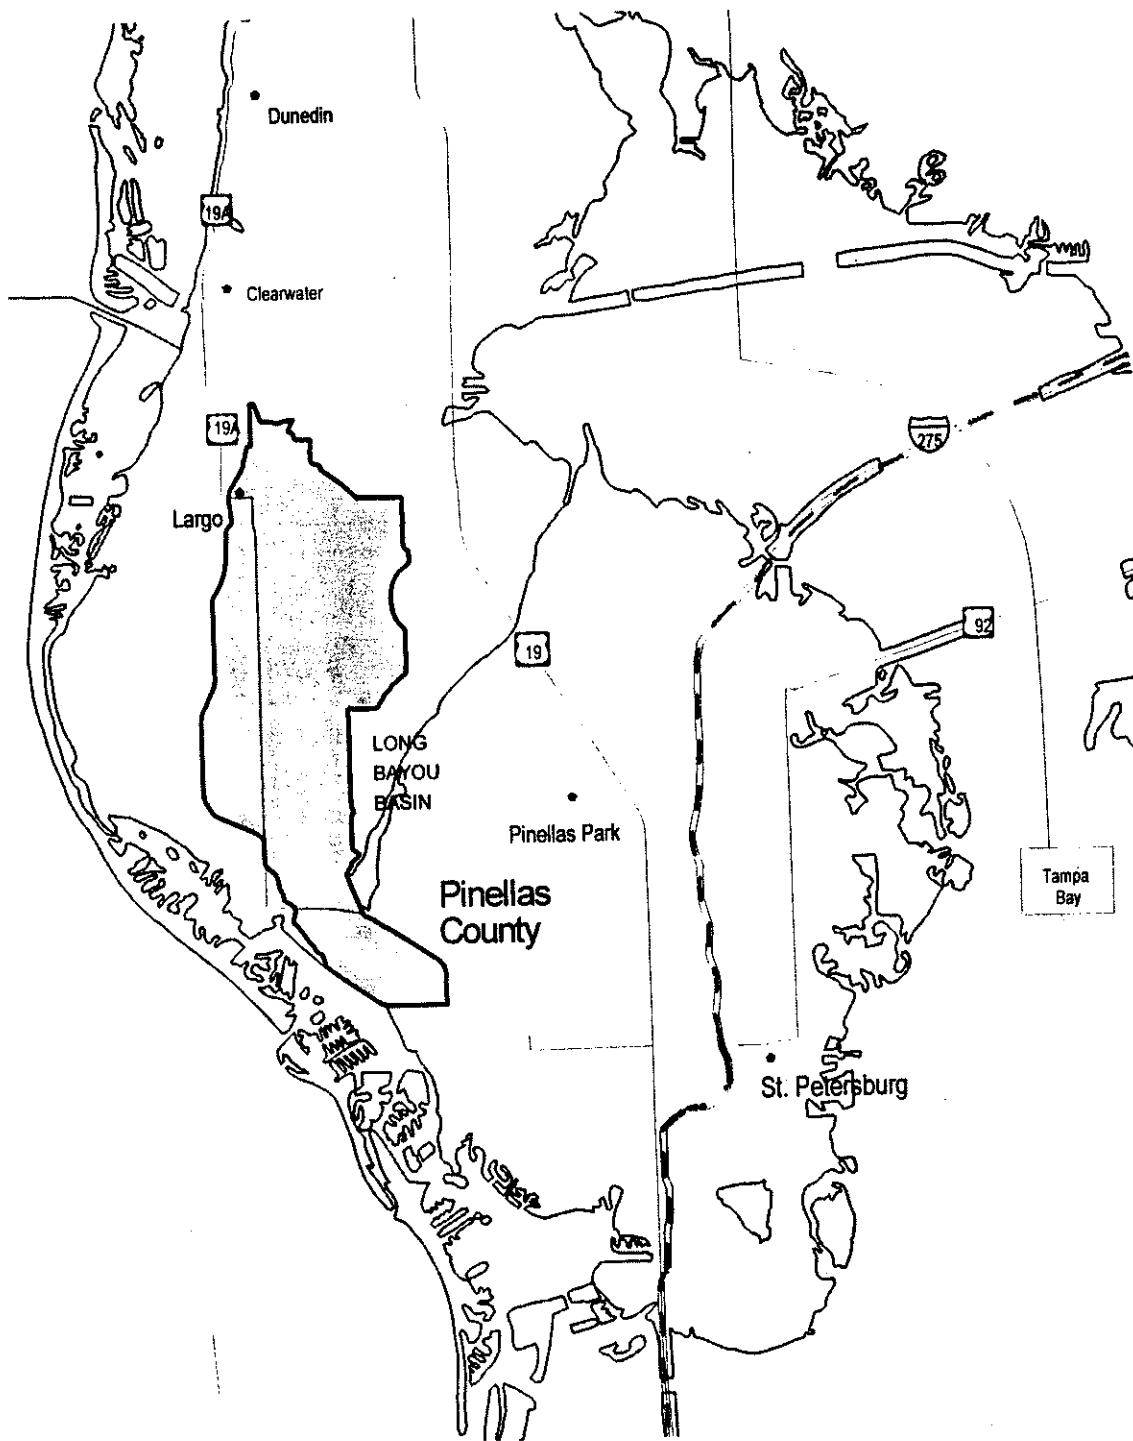 Dunedin
19A
Clearwater
19A
275
Largo
92
19
LONG
BAYOU
BASIN
Pinellas Park
Tampa
Bay
Pinellas
County
St. Petersburg